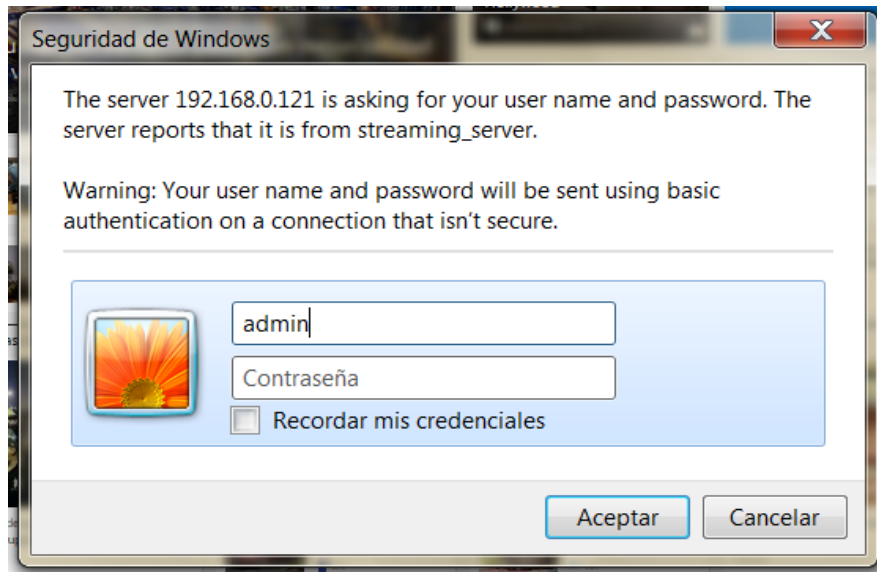 Seguridad de Windows
The server 192.168.0.121 is asking for your user name and password. The
server reports that it is from streaming_server.
Warning: Your user name and password will be sent using basic
authentication on a connection that isn't secure.
admin
Contraseña
Recordar mis credenciales
Aceptar
Cancelar